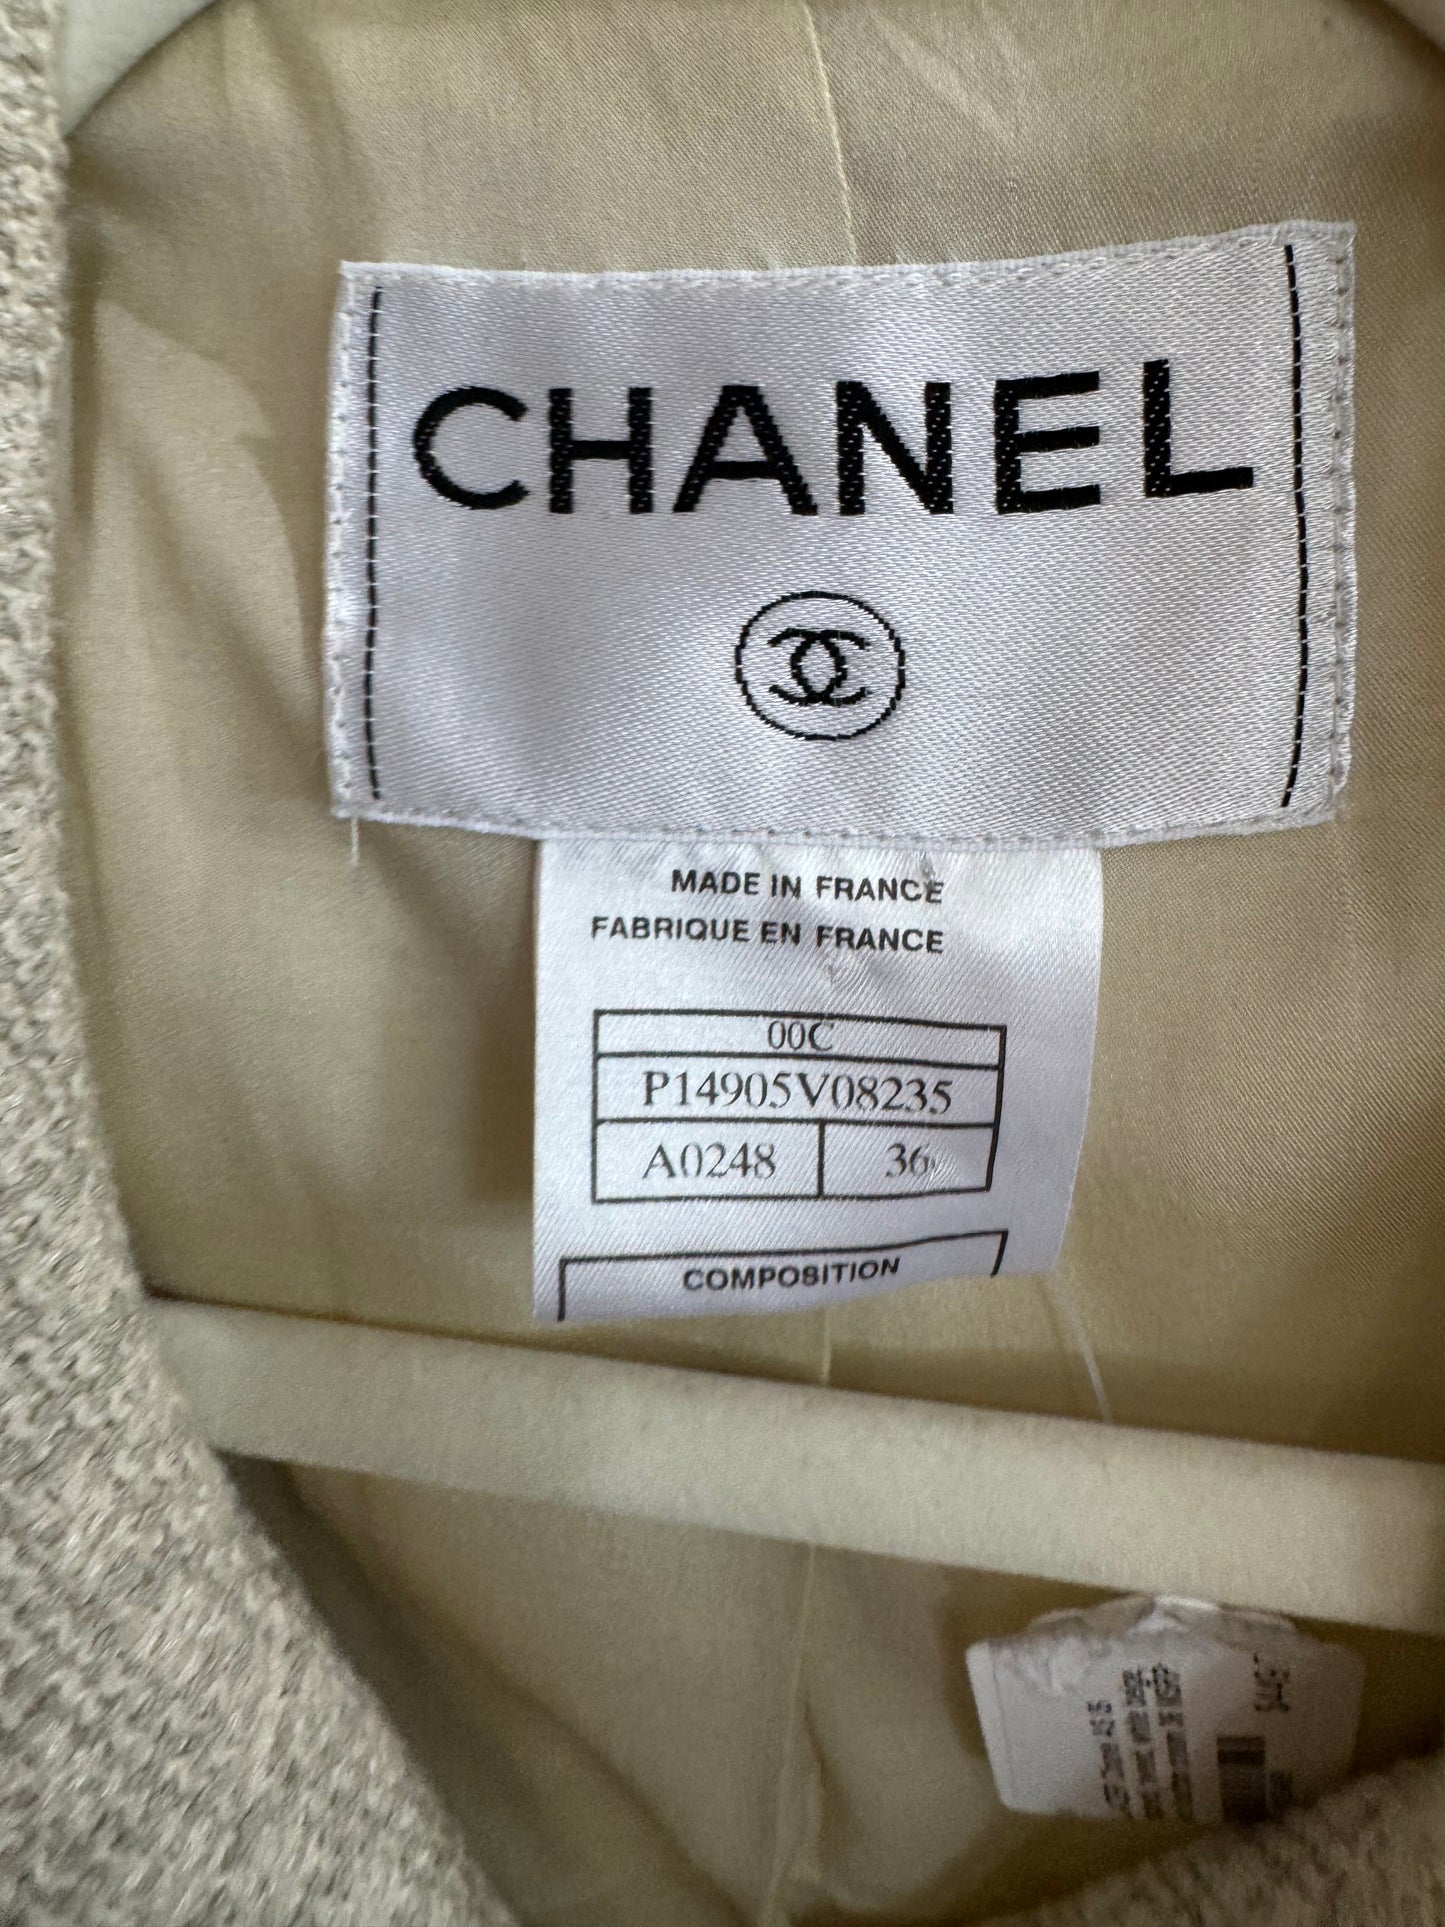 CHANEL
MADE IN FRANCE
FABRIQUE EN FRANCE
00C
P14905V08235
A0248 36
COMPOSITION